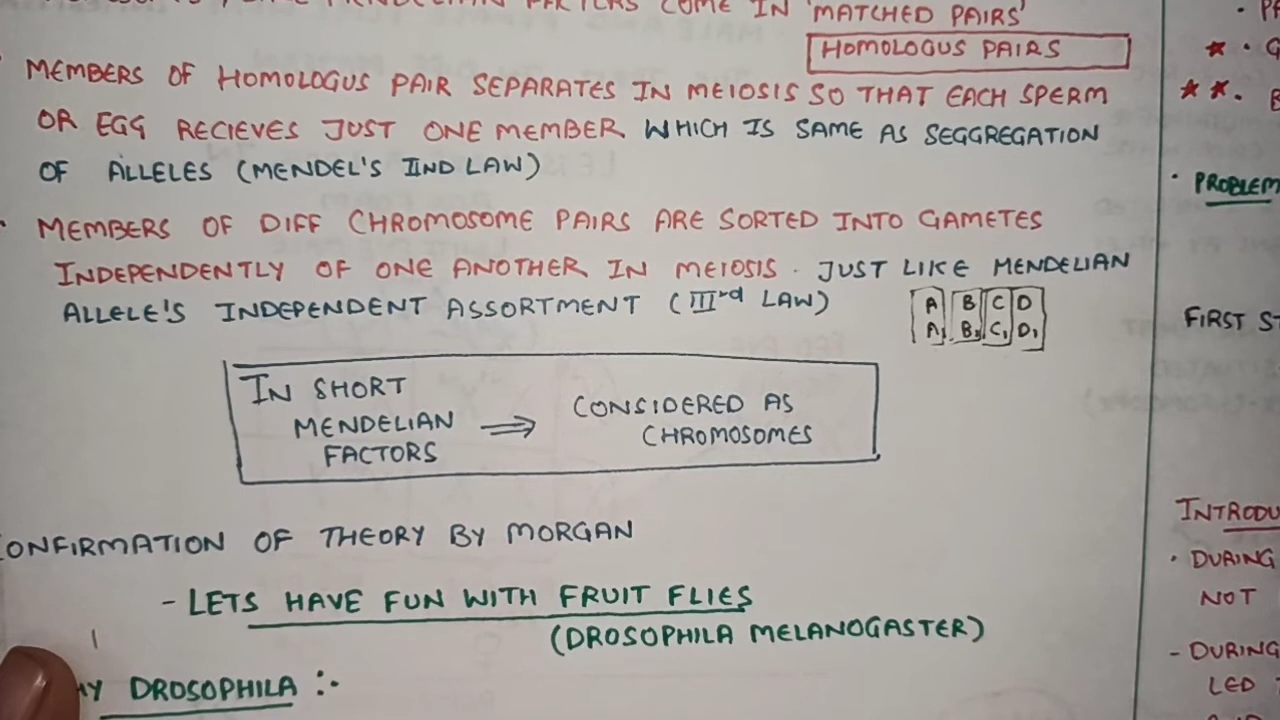 COME IN 'MATCHED PAIRS'
HOMOLOGUS PAIRS
MEMBERS OF HOMOLOGUS PAIR SEPARATES IN MEIOSIS SO THAT EACH SPERM
OR EGG RECIEVES JUST ONE MEMBER WHICH IS SAME AS SEGGREGATION
OF ALLELES (MENDEL'S IIND LAW)
• MEMBERS OF DIFF CHROMOSOME PAIRS ARE SORTED INTO GAMETES
INDEPENDENTLY OF ONE ANOTHER IN MEIOSIS. JUST LIKE MENDELIAN
ALLELE'S INDEPENDENT ASSORTMENT (IIIrd LAW)
A B C D
A1 B1 C1 D1
IN SHORT
MENDELIAN ⇒ CONSIDERED AS
FACTORS CHROMOSOMES
CONFIRMATION OF THEORY BY MORGAN
- LETS HAVE FUN WITH FRUIT FLIES
(DROSOPHILA MELANOGASTER)
DROSOPHILA :-
• PROBLEM
FIRST
INTRODU
• DURING
NOT
- DURING
LED